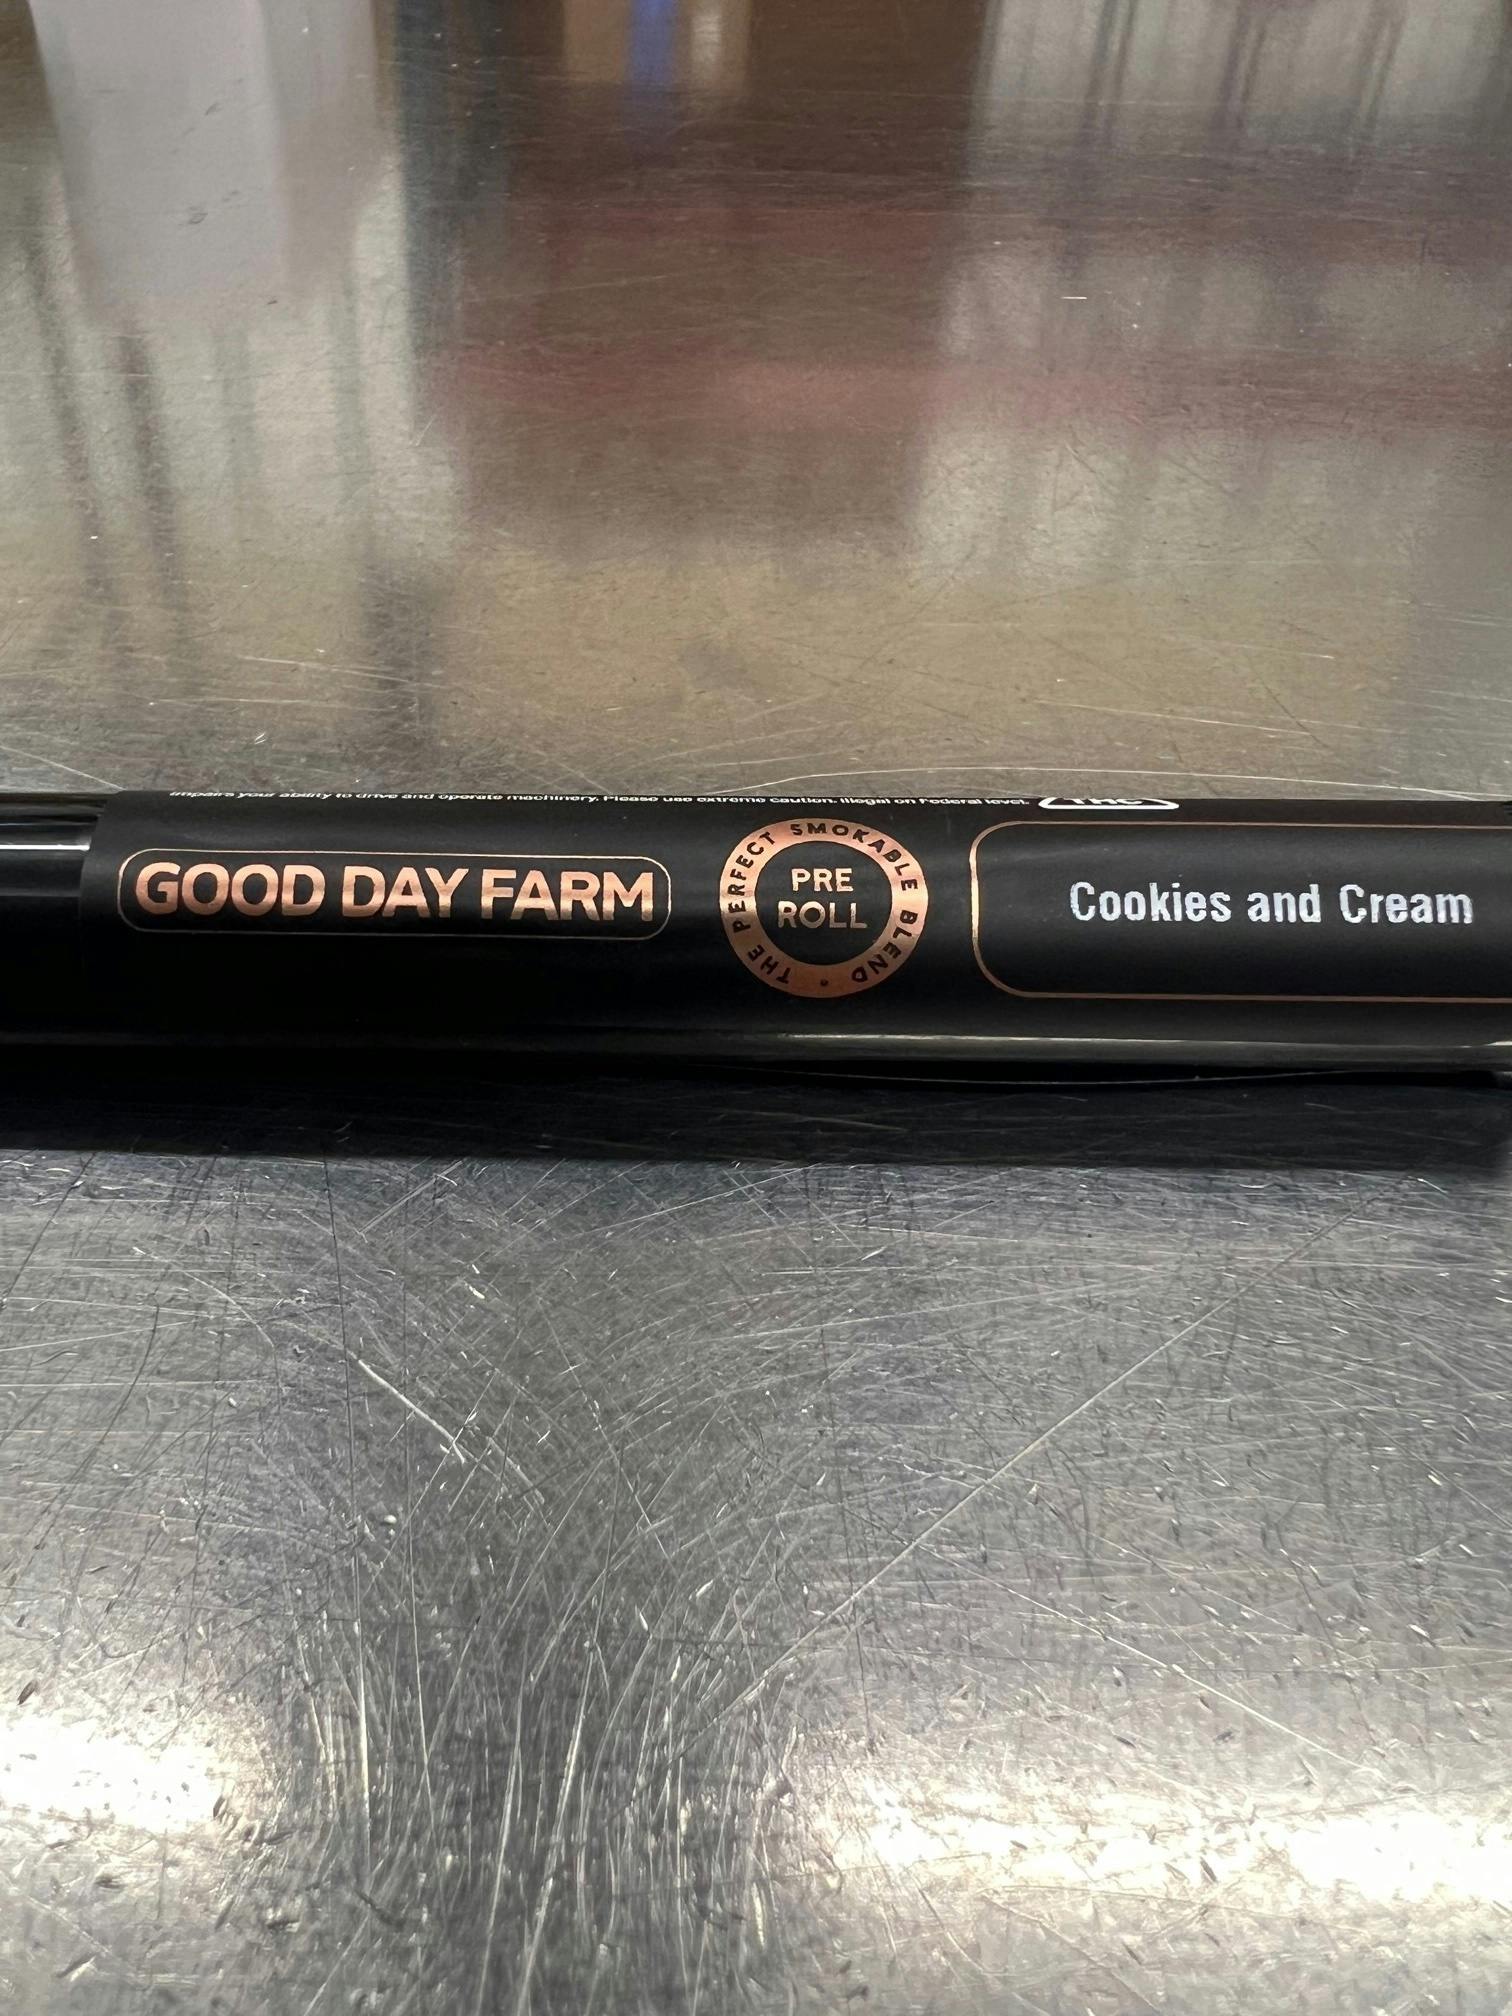 impairs your ability to drive and operate machinery. Please use extreme caution. Illegal on Federal level.
THC
GOOD DAY FARM
THE PERFECT SMOKABLE BLEND •
PRE
ROLL
Cookies and Cream